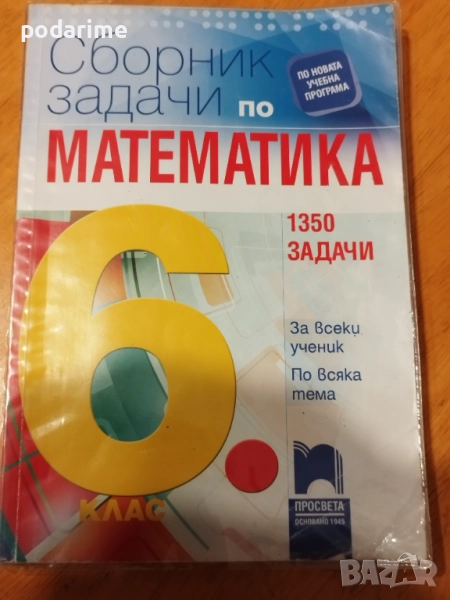 podarime
Сборник
задачи по
МАТЕМАТИКА
ПО НОВАТА
УЧЕБНА
ПРОГРАМА
1350
ЗАДАЧИ
6.
КЛАС
За всеки
ученик
По всяка
тема
ПРОСВЕТА
ОСНОВАНО 1945
BAZAR